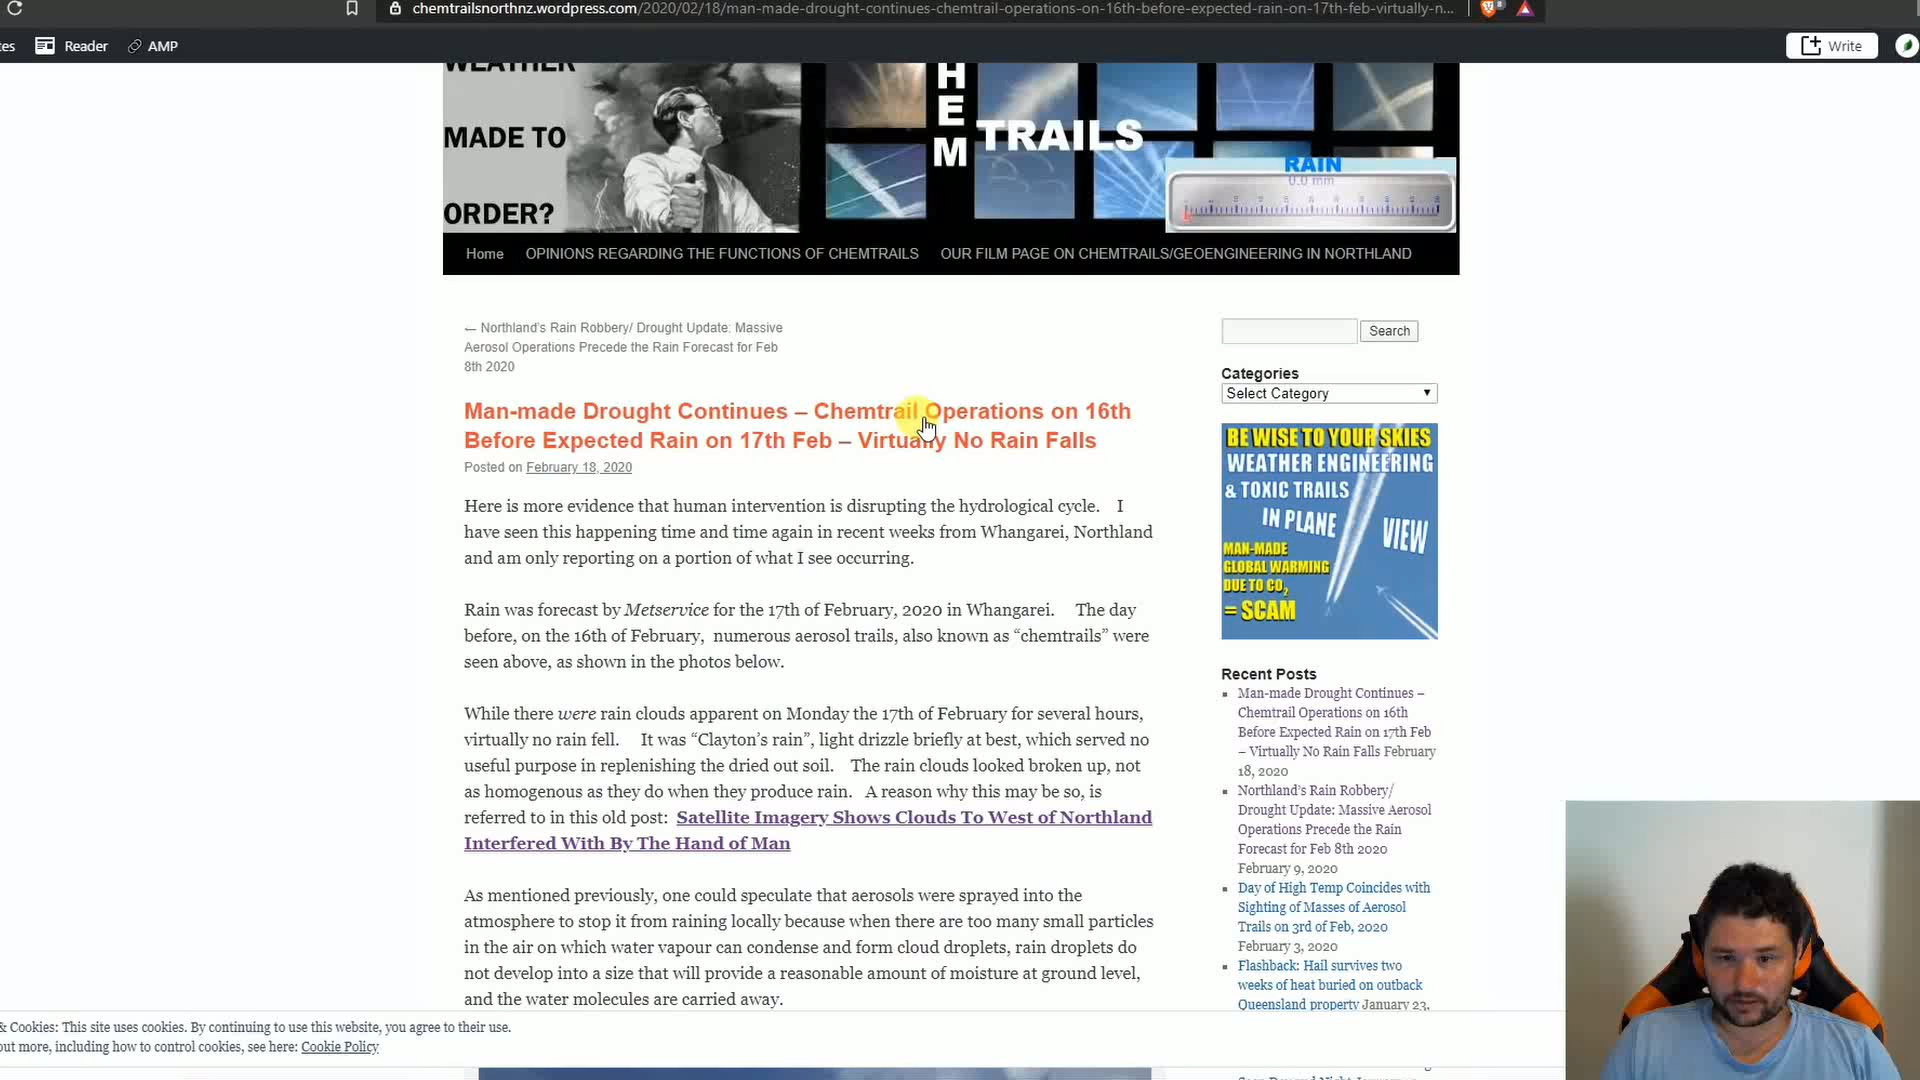 chemtrailsnorthnz.wordpress.com/2020/02/18/man-made-drought-continues-chemtrail-operations-on-16th-before-expected-rain-on-17th-feb-virtually-n...
Reader
AMP
Write
WEATHER
MADE TO
ORDER?
HEM
TRAILS
RAIN
0.0 mm
Home
OPINIONS REGARDING THE FUNCTIONS OF CHEMTRAILS
OUR FILM PAGE ON CHEMTRAILS/GEOENGINEERING IN NORTHLAND
← Northland's Rain Robbery/ Drought Update: Massive
Aerosol Operations Precede the Rain Forecast for Feb
8th 2020
Man-made Drought Continues – Chemtrail Operations on 16th
Before Expected Rain on 17th Feb – Virtually No Rain Falls
Posted on February 18, 2020
Here is more evidence that human intervention is disrupting the hydrological cycle. I
have seen this happening time and time again in recent weeks from Whangarei, Northland
and am only reporting on a portion of what I see occurring.
Rain was forecast by Metservice for the 17th of February, 2020 in Whangarei. The day
before, on the 16th of February, numerous aerosol trails, also known as “chemtrails” were
seen above, as shown in the photos below.
While there were rain clouds apparent on Monday the 17th of February for several hours,
virtually no rain fell. It was “Clayton’s rain”, light drizzle briefly at best, which served no
useful purpose in replenishing the dried out soil. The rain clouds looked broken up, not
as homogenous as they do when they produce rain. A reason why this may be so, is
referred to in this old post: Satellite Imagery Shows Clouds To West of Northland
Interfered With By The Hand of Man
As mentioned previously, one could speculate that aerosols were sprayed into the
atmosphere to stop it from raining locally because when there are too many small particles
in the air on which water vapour can condense and form cloud droplets, rain droplets do
not develop into a size that will provide a reasonable amount of moisture at ground level,
and the water molecules are carried away.
Search
Categories
Select Category
BE WISE TO YOUR SKIES
WEATHER ENGINEERING
& TOXIC TRAILS
IN PLANE
VIEW
MAN-MADE
GLOBAL WARMING
DUE TO CO2
= SCAM
Recent Posts
Man-made Drought Continues –
Chemtrail Operations on 16th
Before Expected Rain on 17th Feb
– Virtually No Rain Falls February
18, 2020
Northland’s Rain Robbery/
Drought Update: Massive Aerosol
Operations Precede the Rain
Forecast for Feb 8th 2020
February 9, 2020
Day of High Temp Coincides with
Sighting of Masses of Aerosol
Trails on 3rd of Feb, 2020
February 3, 2020
Flashback: Hail survives two
weeks of heat buried on outback
Queensland property January 23,
& Cookies: This site uses cookies. By continuing to use this website, you agree to their use.
out more, including how to control cookies, see here: Cookie Policy